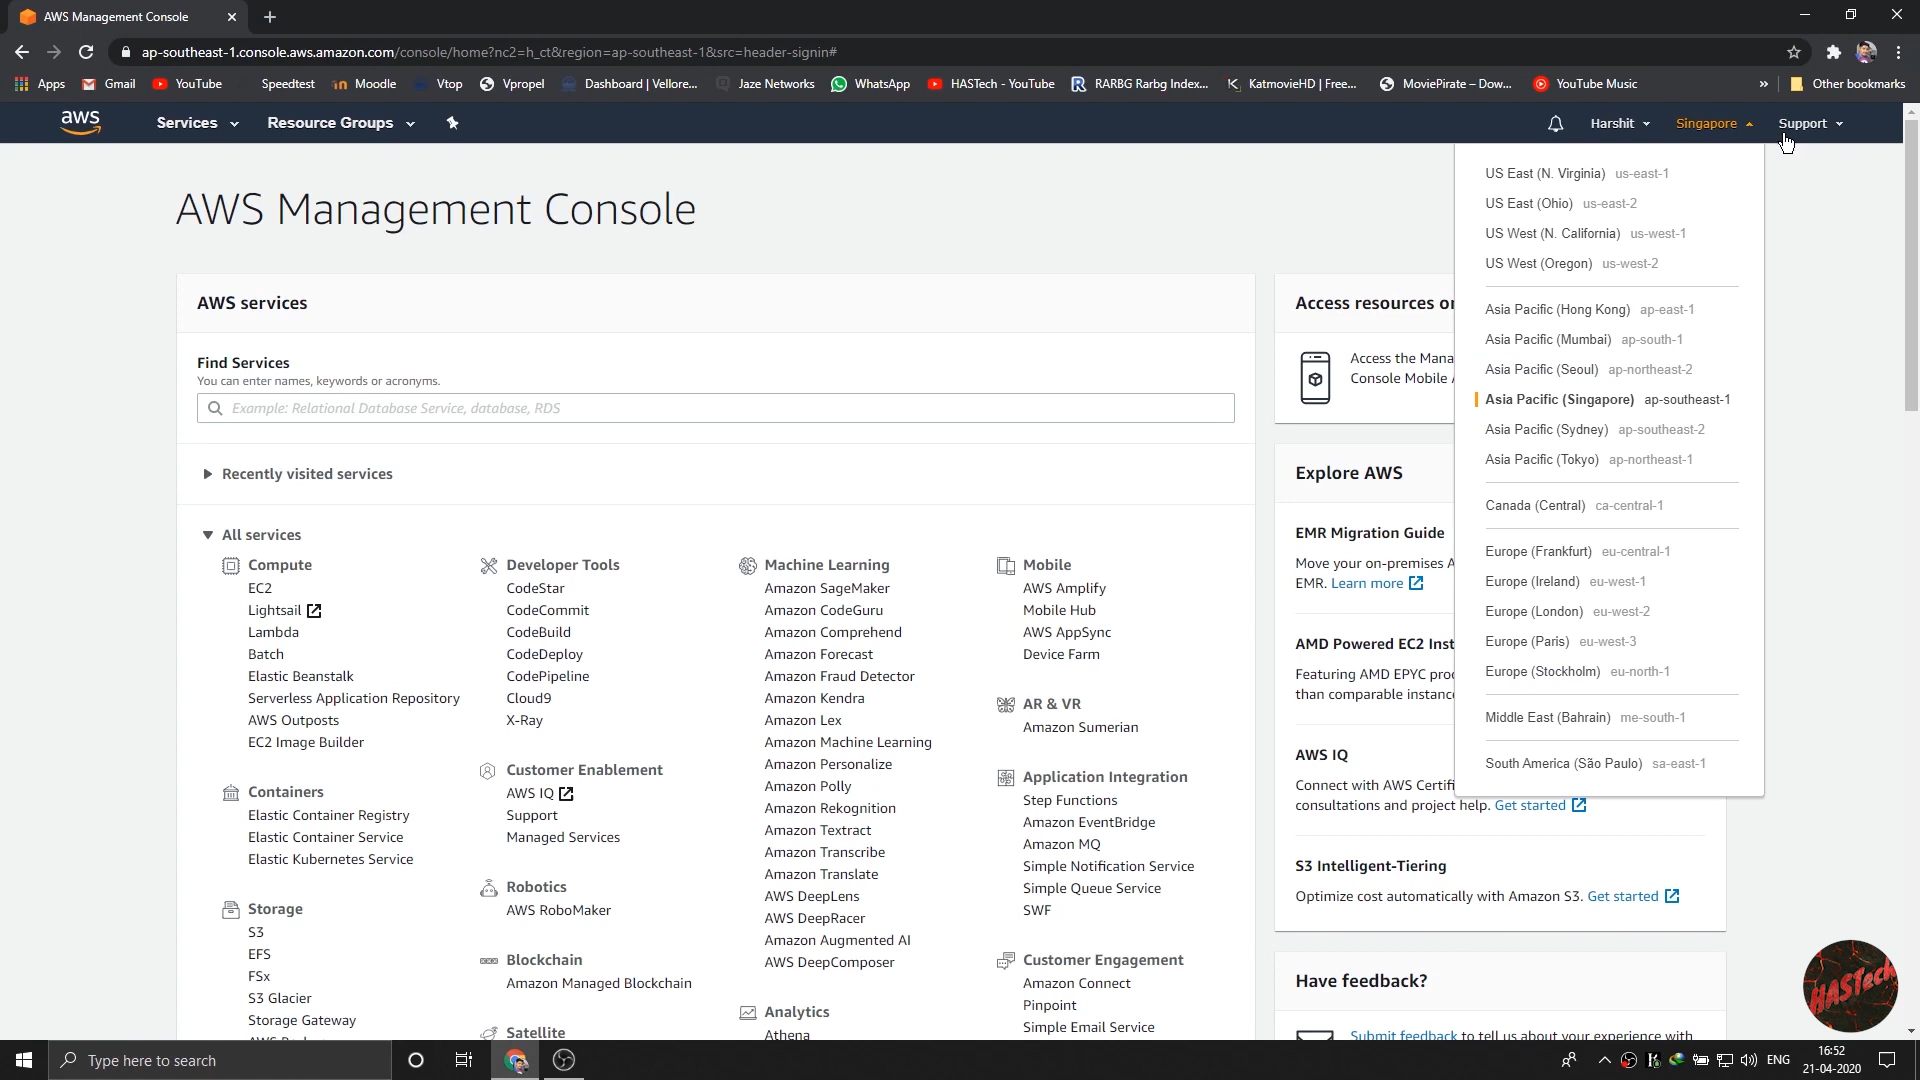 AWS Management Console
ap-southeast-1.console.aws.amazon.com/console/home?nc2=h_ct&region=ap-southeast-1&src=header-signin#
Apps Gmail YouTube Speedtest Moodle Vtop Vpropel Dashboard | Vellore... Jaze Networks WhatsApp HASTech - YouTube RARBG Rarbg Index... KatmovieHD | Free... MoviePirate – Dow... YouTube Music » Other bookmarks
aws Services Resource Groups Harshit Singapore Support
AWS Management Console
AWS services
Find Services
You can enter names, keywords or acronyms.
Example: Relational Database Service, database, RDS
Recently visited services
All services
Compute
EC2
Lightsail
Lambda
Batch
Elastic Beanstalk
Serverless Application Repository
AWS Outposts
EC2 Image Builder
Containers
Elastic Container Registry
Elastic Container Service
Elastic Kubernetes Service
Storage
S3
EFS
FSx
S3 Glacier
Storage Gateway
Developer Tools
CodeStar
CodeCommit
CodeBuild
CodeDeploy
CodePipeline
Cloud9
X-Ray
Customer Enablement
AWS IQ
Support
Managed Services
Robotics
AWS RoboMaker
Blockchain
Amazon Managed Blockchain
Satellite
Machine Learning
Amazon SageMaker
Amazon CodeGuru
Amazon Comprehend
Amazon Forecast
Amazon Fraud Detector
Amazon Kendra
Amazon Lex
Amazon Machine Learning
Amazon Personalize
Amazon Polly
Amazon Rekognition
Amazon Textract
Amazon Transcribe
Amazon Translate
AWS DeepLens
AWS DeepRacer
Amazon Augmented AI
AWS DeepComposer
Analytics
Athena
Mobile
AWS Amplify
Mobile Hub
AWS AppSync
Device Farm
AR & VR
Amazon Sumerian
Application Integration
Step Functions
Amazon EventBridge
Amazon MQ
Simple Notification Service
Simple Queue Service
SWF
Customer Engagement
Amazon Connect
Pinpoint
Simple Email Service
Access resources on
Access the Mana
Console Mobile A
Explore AWS
EMR Migration Guide
Move your on-premises A
EMR. Learn more
AMD Powered EC2 Inst
Featuring AMD EPYC proc
than comparable instance
AWS IQ
Connect with AWS Certifi
consultations and project help. Get started
S3 Intelligent-Tiering
Optimize cost automatically with Amazon S3. Get started
Have feedback?
Submit feedback to tell us about your experience with
US East (N. Virginia) us-east-1
US East (Ohio) us-east-2
US West (N. California) us-west-1
US West (Oregon) us-west-2
Asia Pacific (Hong Kong) ap-east-1
Asia Pacific (Mumbai) ap-south-1
Asia Pacific (Seoul) ap-northeast-2
Asia Pacific (Singapore) ap-southeast-1
Asia Pacific (Sydney) ap-southeast-2
Asia Pacific (Tokyo) ap-northeast-1
Canada (Central) ca-central-1
Europe (Frankfurt) eu-central-1
Europe (Ireland) eu-west-1
Europe (London) eu-west-2
Europe (Paris) eu-west-3
Europe (Stockholm) eu-north-1
Middle East (Bahrain) me-south-1
South America (São Paulo) sa-east-1
HASTech
Type here to search
ENG
16:52
21-04-2020